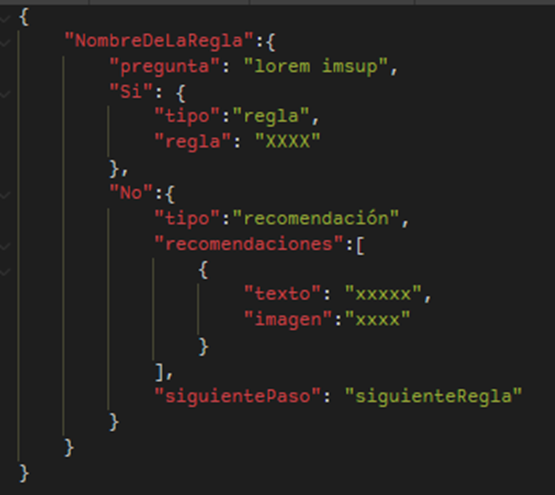 {
"NombreDeLaRegla":{
"pregunta": "lorem imsup",
"Si": {
"tipo":"regla",
"regla": "XXXX"
},
"No":{
"tipo":"recomendación",
"recomendaciones":[
{
"texto": "xxxxx",
"imagen":"xxxx"
}
],
"siguientePaso": "siguienteRegla"
}
}
}